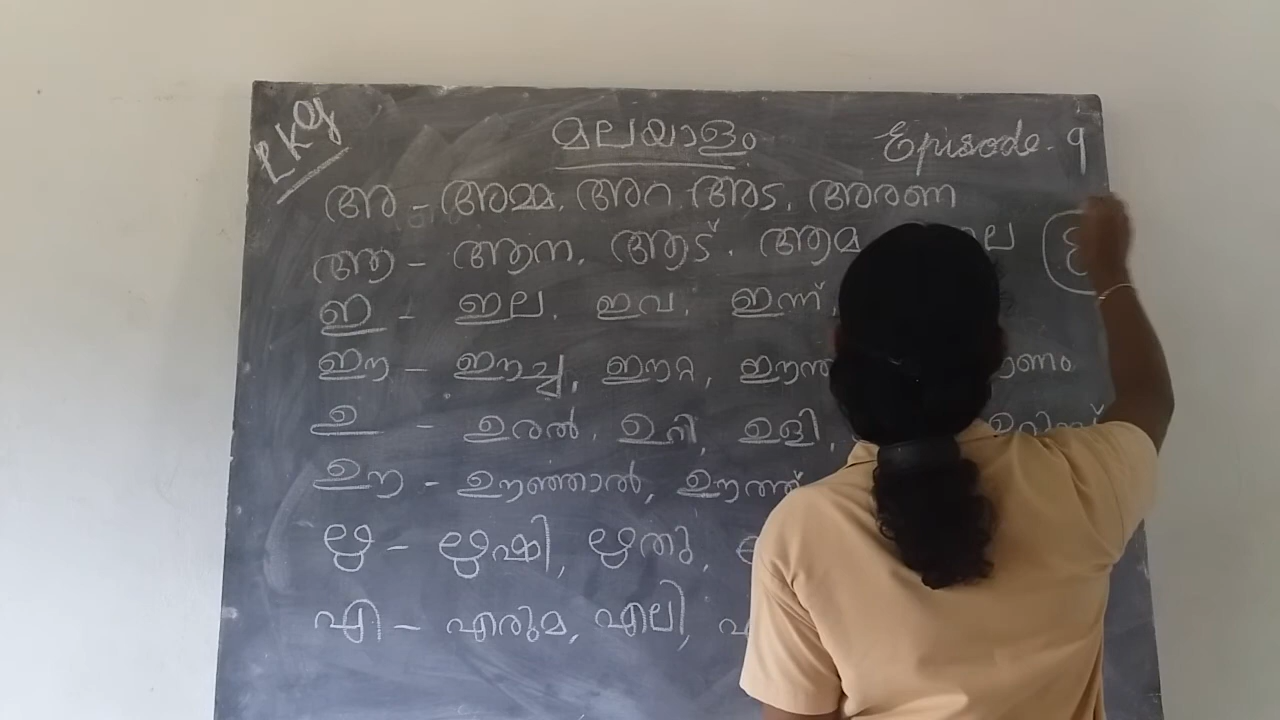 LKG
മലയാളം
Episode - 9
അ - അമ്മ, അറ, അട, അരണ
ആ - ആന, ആട്, ആമ
ഇ - ഇല, ഇവ, ഇന്ന്,
ഈ - ഈച്ച, ഈറ്റ,
ഉ - ഉരൽ, ഉറി, ഉള്ളി,
ഊ - ഊഞ്ഞാൽ, ഊത്ത്
ഋ - ഋഷി, ഋതു,
എ - എരുമ, എലി,